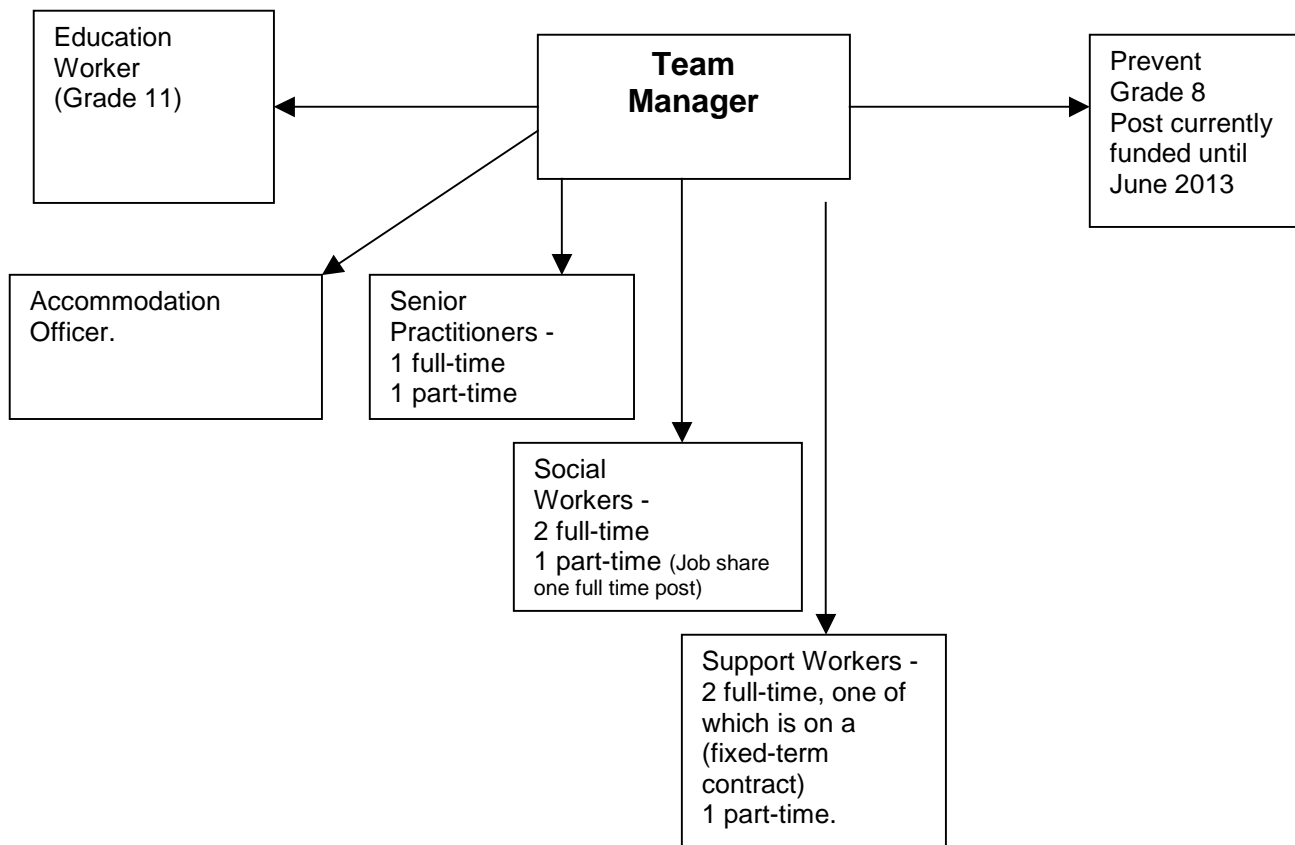 Education
Worker
(Grade 11)
Team
Manager
Prevent
Grade 8
Post currently
funded until
June 2013
Accommodation
Officer.
Senior
Practitioners -
1 full-time
1 part-time
Social
Workers -
2 full-time
1 part-time (Job share
one full time post)
Support Workers -
2 full-time, one of
which is on a
(fixed-term
contract)
1 part-time.